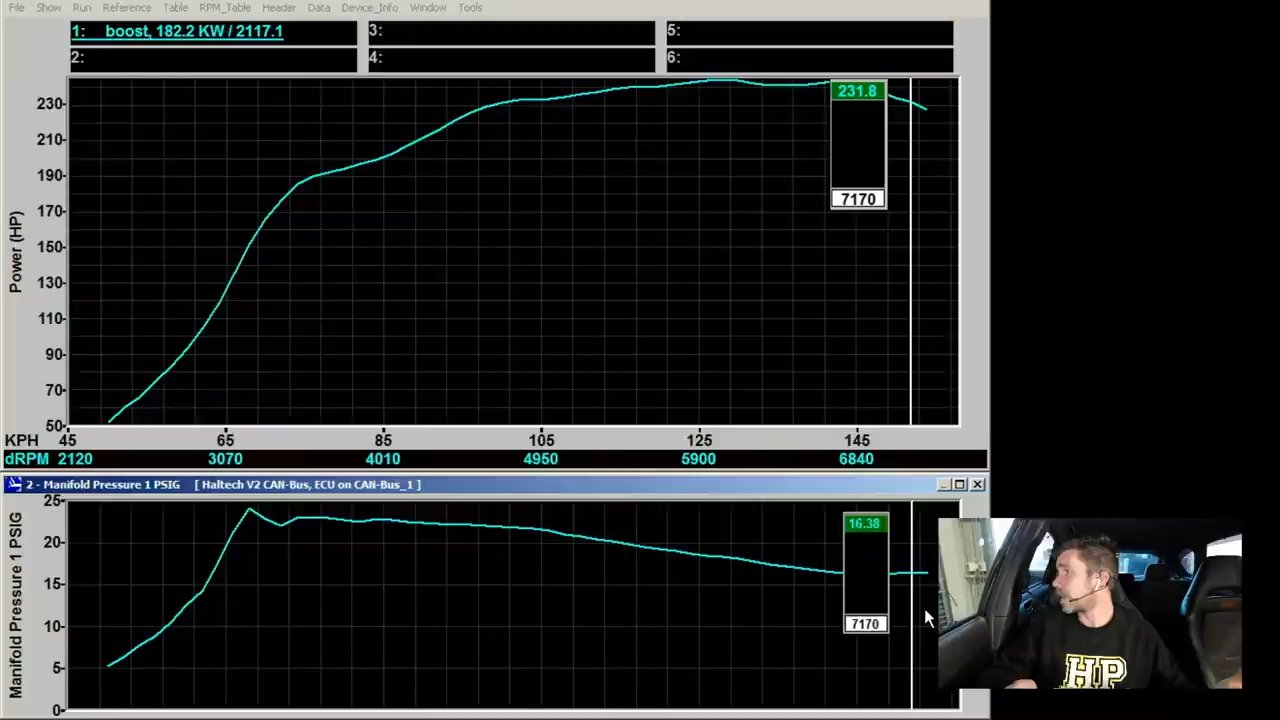 File Show Run Reference Table RPM_Table Header Data Device_Info Window Tools
1: boost, 182.2 KW / 2117.1 3: 5:
2: 4: 6:
Power (HP)
230
210
190
170
150
130
110
90
70
50
231.8
7170
KPH 45 65 85 105 125 145
dRPM 2120 3070 4010 4950 5900 6840
2 - Manifold Pressure 1 PSIG [ Haltech V2 CAN-Bus, ECU on CAN-Bus_1 ]
Manifold Pressure 1 PSIG
25
20
15
10
5
0
16.38
7170
HP